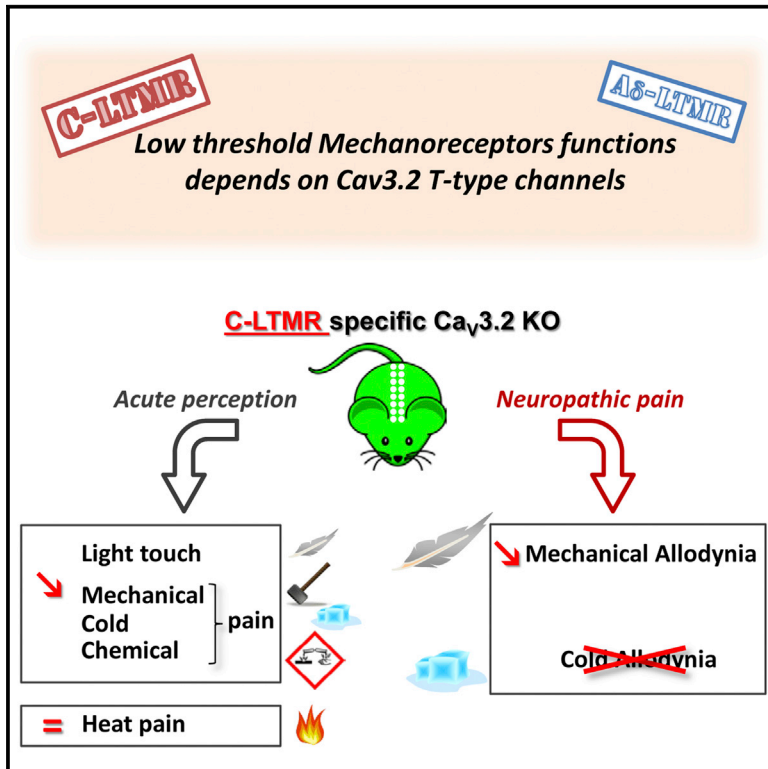 C-LTMR
Aδ-LTMR
Low threshold Mechanoreceptors functions
depends on Cav3.2 T-type channels
C-LTMR specific CaV3.2 KO
Acute perception
Neuropathic pain
Light touch
Mechanical
Cold
Chemical
pain
= Heat pain
Mechanical Allodynia
Cold Allodynia